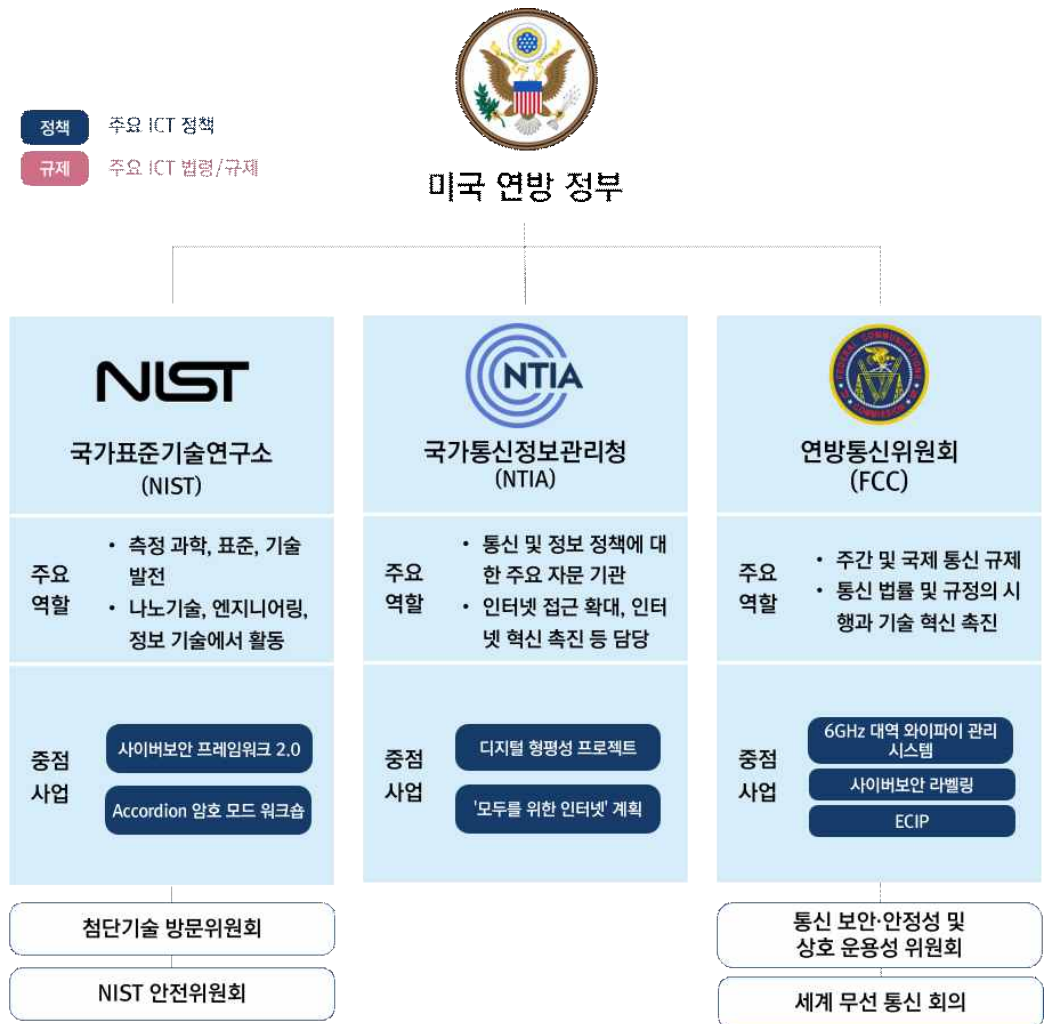 정책 주요 ICT 정책
규제 주요 ICT 법령/규제
미국 연방 정부
NIST
국가표준기술연구소
(NIST)
주요
역할
• 측정 과학, 표준, 기술
발전
• 나노기술, 엔지니어링,
정보 기술에서 활동
중점
사업
사이버보안 프레임워크 2.0
Accordion 암호 모드 워크숍
첨단기술 방문위원회
NIST 안전위원회
NTIA
국가통신정보관리청
(NTIA)
주요
역할
• 통신 및 정보 정책에 대
한 주요 자문 기관
• 인터넷 접근 확대, 인터
넷 혁신 촉진 등 담당
중점
사업
디지털 형평성 프로젝트
'모두를 위한 인터넷' 계획
FEDERAL COMMUNICATIONS
COMMISSION
연방통신위원회
(FCC)
주요
역할
• 주간 및 국제 통신 규제
• 통신 법률 및 규정의 시
행과 기술 혁신 촉진
중점
사업
6GHz 대역 와이파이 관리
시스템
사이버보안 라벨링
ECIP
통신 보안·안정성 및
상호 운용성 위원회
세계 무선 통신 회의